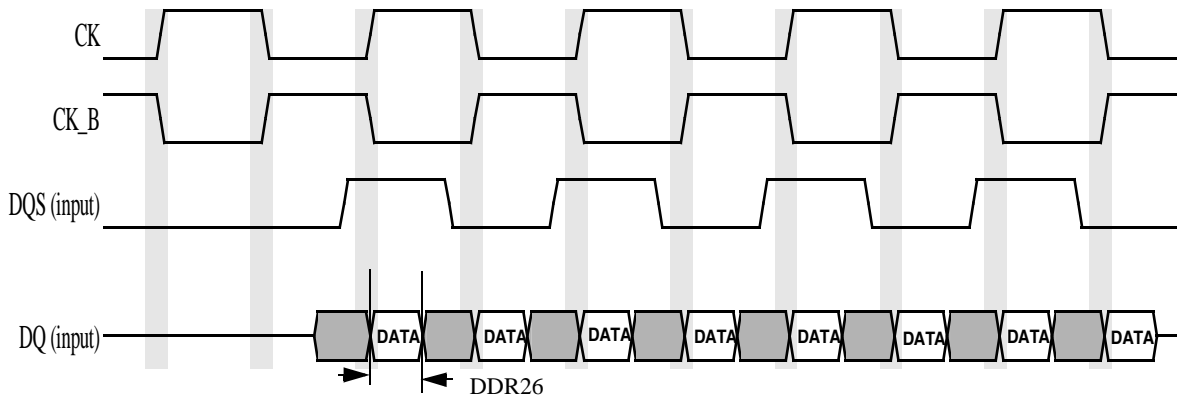 CK
CK_B
DQS (input)
DQ (input)
DATA DATA DATA DATA DATA DATA DATA DATA
DDR26